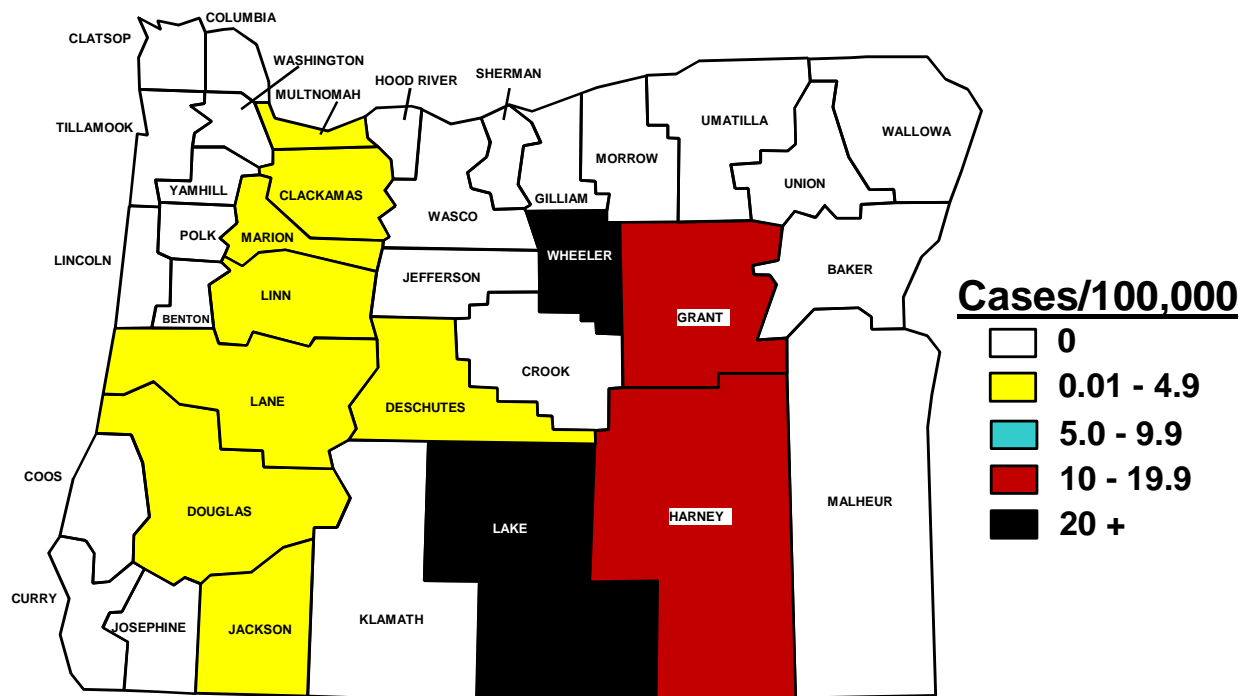 COLUMBIA
CLATSOP
WASHINGTON
HOOD RIVER
SHERMAN
MULTNOMAH
TILLAMOOK
UMATILLA
WALLOWA
MORROW
UNION
YAMHILL
CLACKAMAS
GILLIAM
WASCO
POLK
MARION
LINCOLN
WHEELER
BAKER
JEFFERSON
LINN
BENTON
GRANT
CROOK
LANE
DESCHUTES
COOS
DOUGLAS
LAKE
HARNEY
MALHEUR
CURRY
JOSEPHINE
JACKSON
KLAMATH
Cases/100,000
0
0.01 - 4.9
5.0 - 9.9
10 - 19.9
20 +